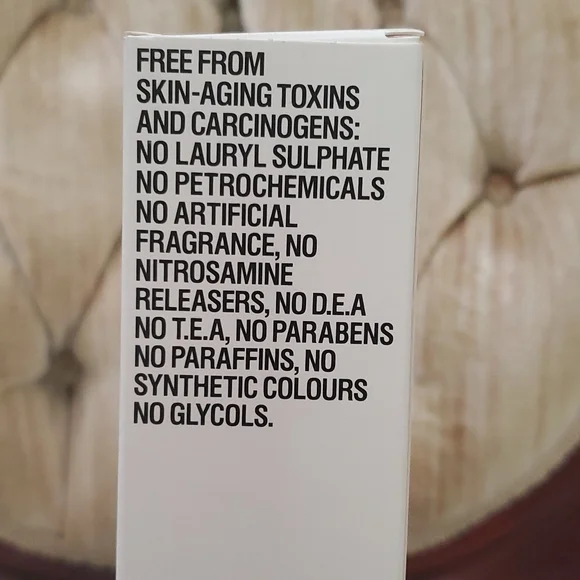 FREE FROM
SKIN-AGING TOXINS
AND CARCINOGENS:
NO LAURYL SULPHATE
NO PETROCHEMICALS
NO ARTIFICIAL
FRAGRANCE, NO
NITROSAMINE
RELEASERS, NO D.E.A
NO T.E.A, NO PARABENS
NO PARAFFINS, NO
SYNTHETIC COLOURS
NO GLYCOLS.